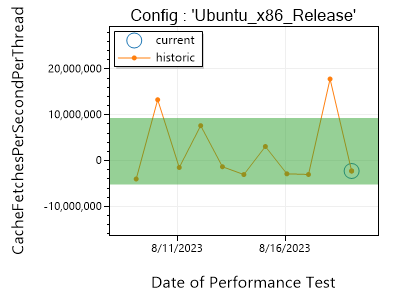 Config : 'Ubuntu_x86_Release'
current
historic
CacheFetchesPerSecondPerThread
20,000,000
10,000,000
0
-10,000,000
8/11/2023
8/16/2023
Date of Performance Test